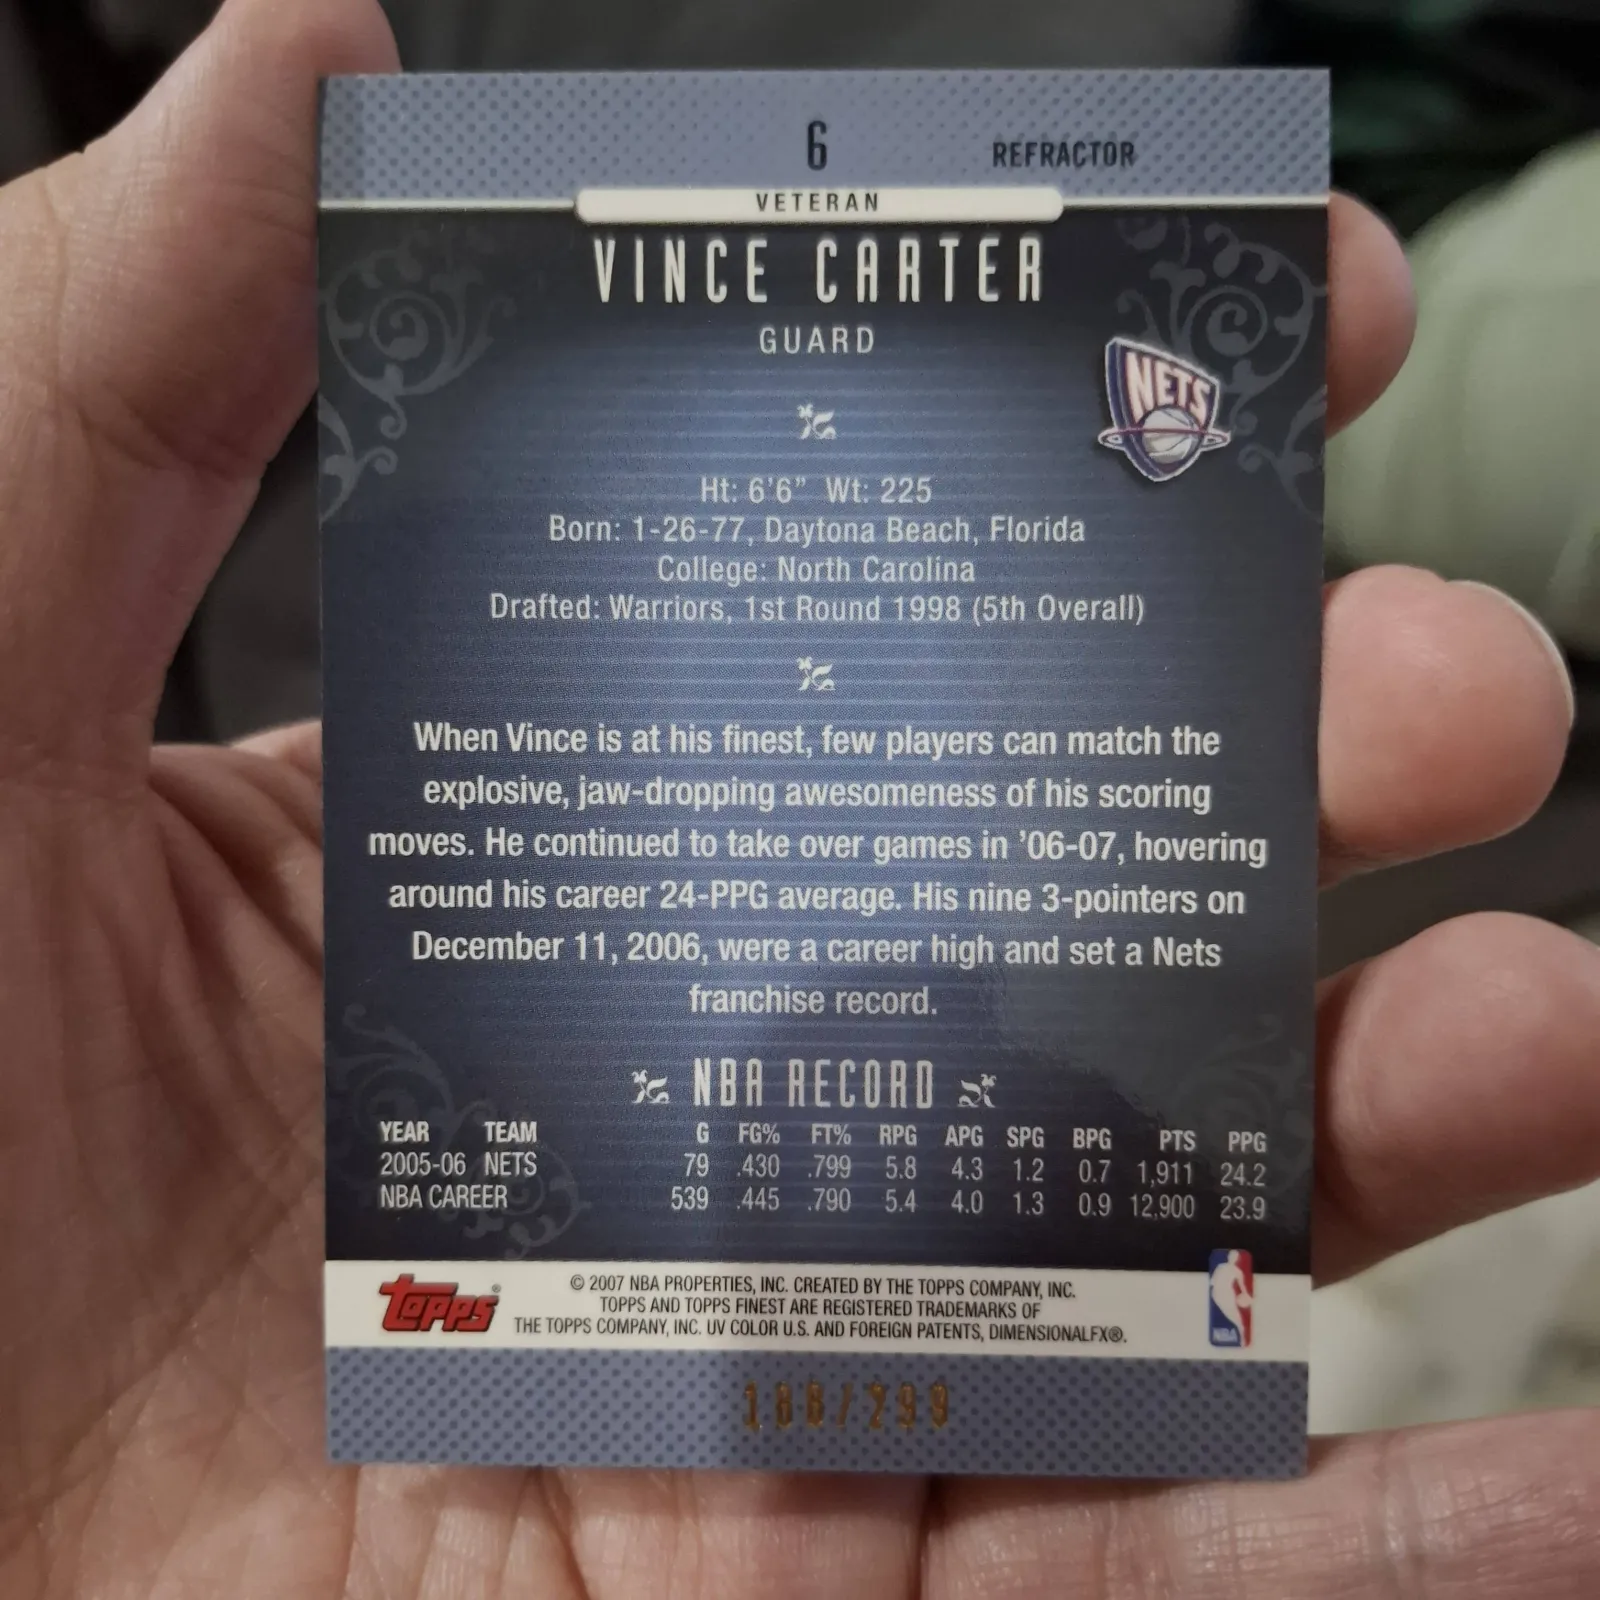 6
REFRACTOR
VETERAN
VINCE CARTER
GUARD
NETS
Ht: 6'6” Wt: 225
Born: 1-26-77, Daytona Beach, Florida
College: North Carolina
Drafted: Warriors, 1st Round 1998 (5th Overall)
When Vince is at his finest, few players can match the
explosive, jaw-dropping awesomeness of his scoring
moves. He continued to take over games in ’06-07, hovering
around his career 24-PPG average. His nine 3-pointers on
December 11, 2006, were a career high and set a Nets
franchise record.
NBA RECORD
YEAR TEAM G FG% FT% RPG APG SPG BPG PTS PPG
2005-06 NETS 79 .430 .799 5.8 4.3 1.2 0.7 1,911 24.2
NBA CAREER 539 .445 .790 5.4 4.0 1.3 0.9 12,900 23.9
topps®
© 2007 NBA PROPERTIES, INC. CREATED BY THE TOPPS COMPANY, INC.
TOPPS AND TOPPS FINEST ARE REGISTERED TRADEMARKS OF
THE TOPPS COMPANY, INC. UV COLOR U.S. AND FOREIGN PATENTS, DIMENSIONALFX®.
NBA